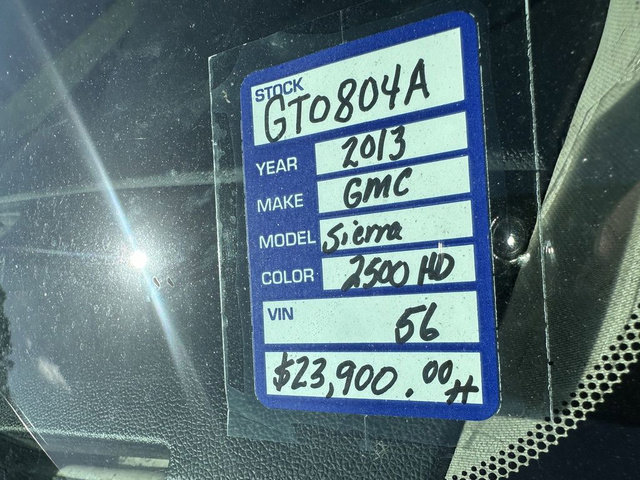 STOCK
GT0804A
YEAR 2013
MAKE GMC
MODEL Sierra
COLOR 2500 HD
VIN 56
$23,900.00